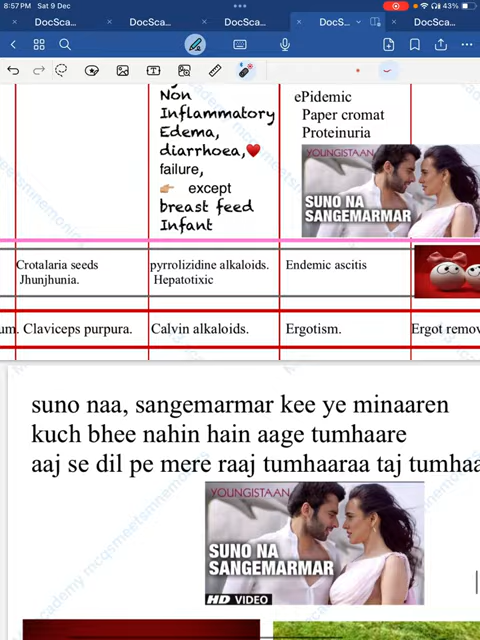 8:57 PM Sat 9 Dec
43%
DocSca...
DocSca...
DocSca...
DocS...
DocSca...
Non
Inflammatory
Edema,
diarrhoea,❤️
failure,
👉 except
breast feed
Infant
ePidemic
Paper cromat
Proteinuria
YOUNGISTAAN
SUNO NA
SANGEMARMAR
Crotalaria seeds
Jhunjhunia.
pyrrolizidine alkaloids.
Hepatotixic
Endemic ascitis
um. Claviceps purpura.
Calvin alkaloids.
Ergotism.
Ergot remov
suno naa, sangemarmar kee ye minaaren
kuch bhee nahin hain aage tumhaare
aaj se dil pe mere raaj tumhaaraa taj tumhaa
YOUNGISTAAN
SUNO NA
SANGEMARMAR
HD VIDEO